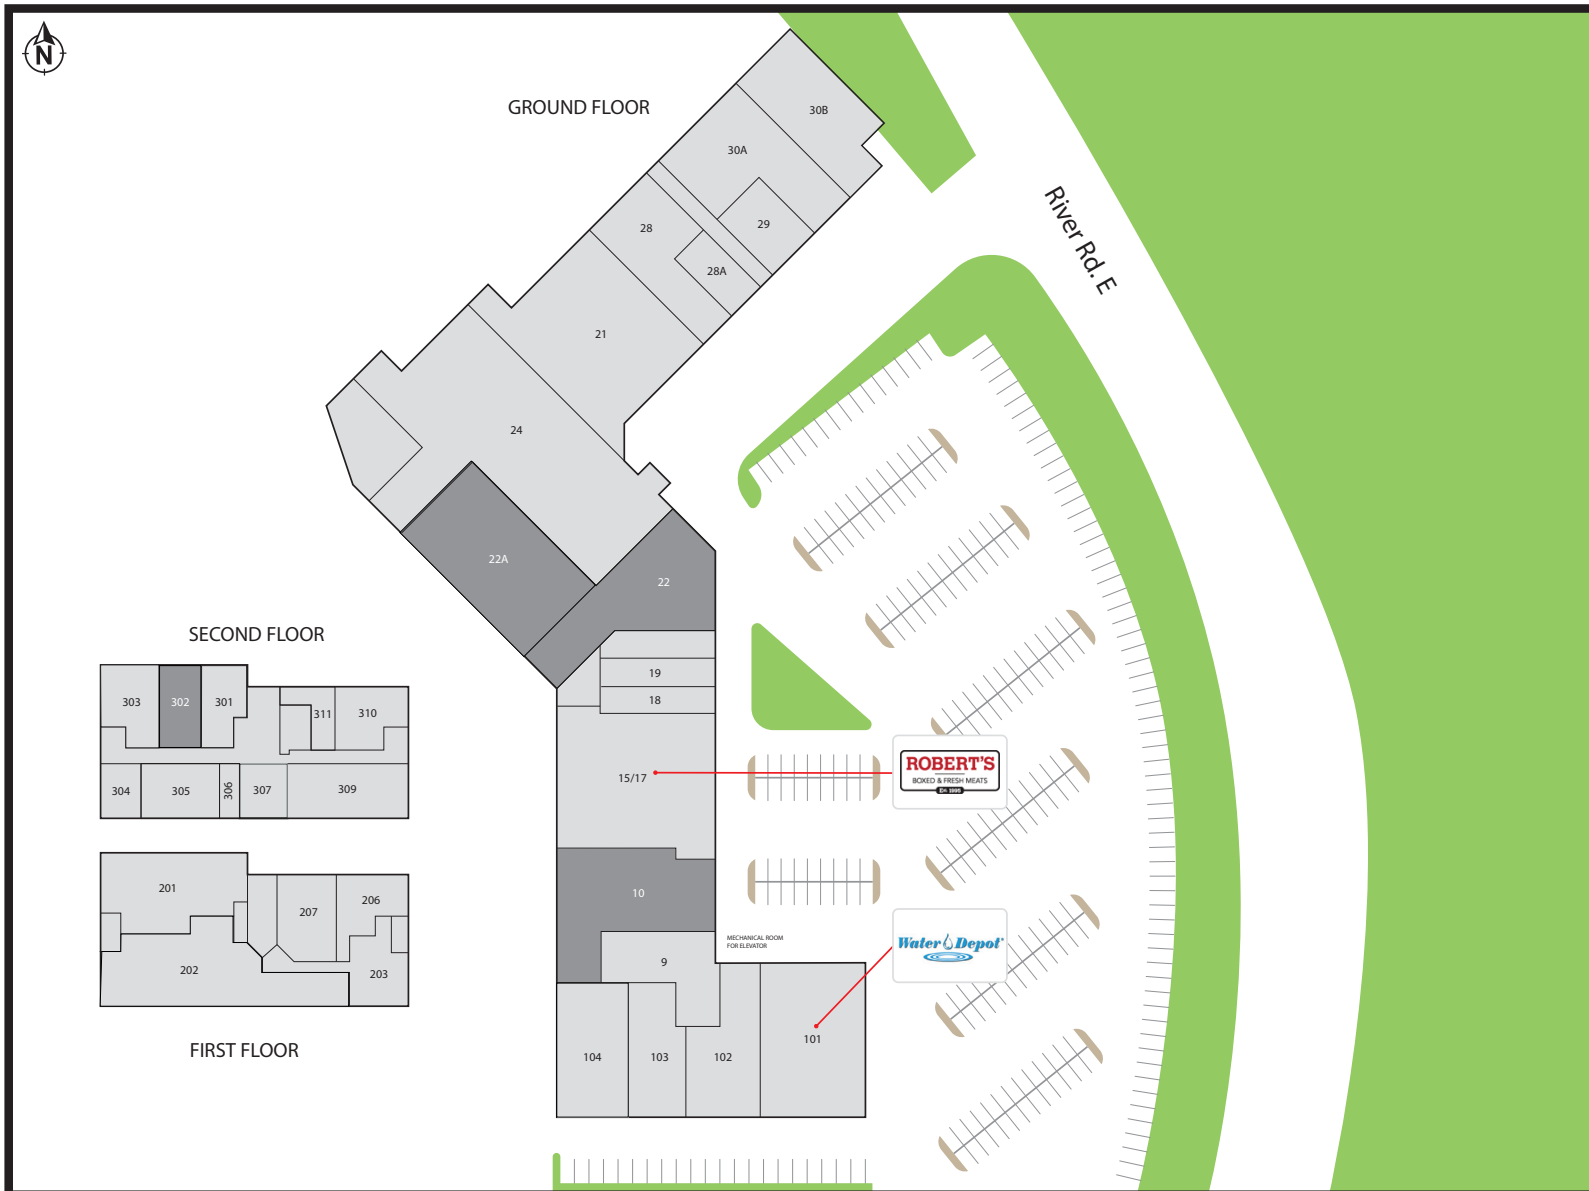 N
GROUND FLOOR
30B
30A
29
28
28A
River Rd. E
21
24
22A
22
19
18
15/17
ROBERT'S
BOXED & FRESH MEATS
Est. 1995
10
MECHANICAL ROOM
FOR ELEVATOR
9
Water Depot
101
104
103
102
SECOND FLOOR
303
302
301
311
310
304
305
306
307
309
201
207
206
202
203
FIRST FLOOR